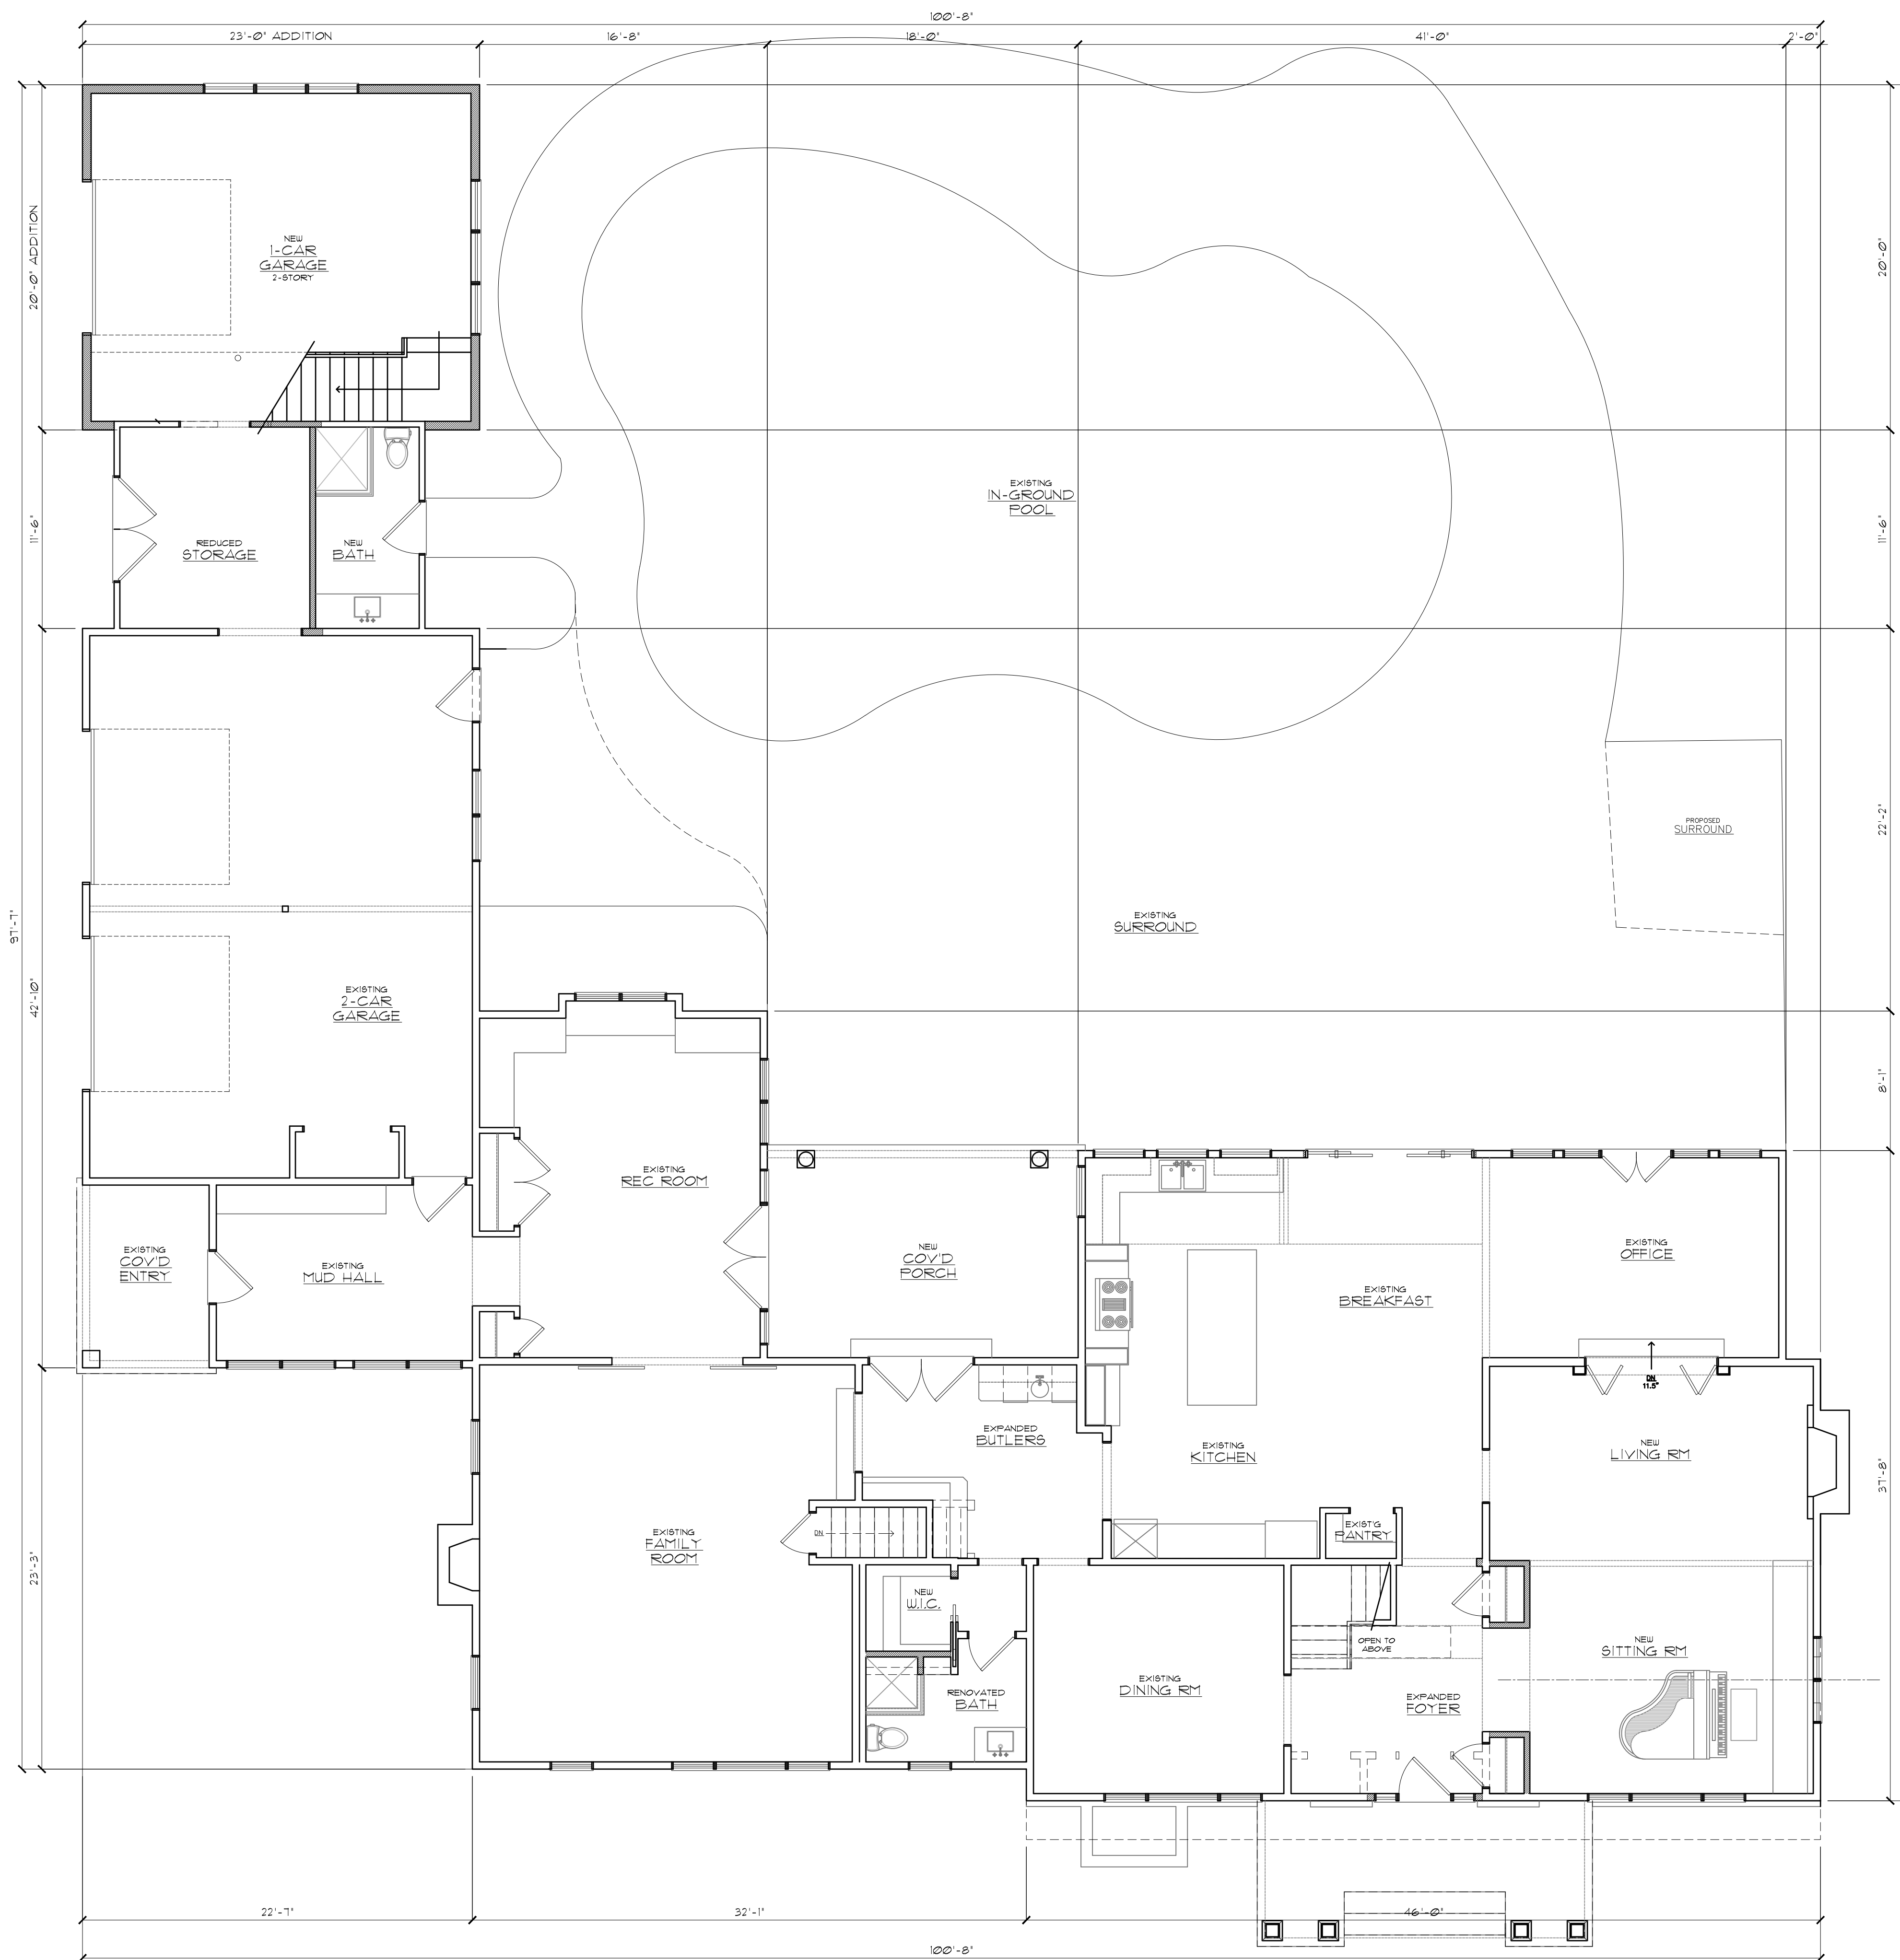 100'-8"
23'-0" ADDITION
16'-8"
18'-0"
41'-0"
2'-0"
20'-0" ADDITION
NEW
1-CAR
GARAGE
2-STORY
20'-0"
11'-6"
REDUCED
STORAGE
NEW
BATH
EXISTING
IN-GROUND
POOL
11'-6"
97'-7"
42'-10"
EXISTING
2-CAR
GARAGE
EXISTING
SURROUND
PROPOSED
SURROUND
22'-2"
8'-1"
EXISTING
COV'D
ENTRY
EXISTING
MUD HALL
EXISTING
REC ROOM
NEW
COV'D
PORCH
EXISTING
BREAKFAST
EXISTING
OFFICE
DN
11.5"
EXPANDED
BUTLERS
EXISTING
KITCHEN
NEW
LIVING RM
37'-8"
23'-3"
EXISTING
FAMILY
ROOM
DN
EXIST'G
PANTRY
NEW
W.I.C.
OPEN TO
ABOVE
NEW
SITTING RM
RENOVATED
BATH
EXISTING
DINING RM
EXPANDED
FOYER
22'-7"
32'-1"
46'-0"
100'-8"